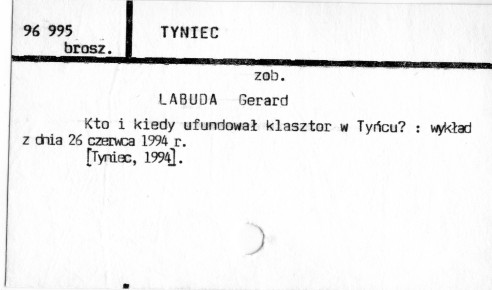 96 995 TYNIEC
brosz.
zob.
LABUDA Gerard
Kto i kiedy ufundował klasztor w Tyńcu? : wykład
z dnia 26 czerwca 1994 r.
[Tyniec, 1994].